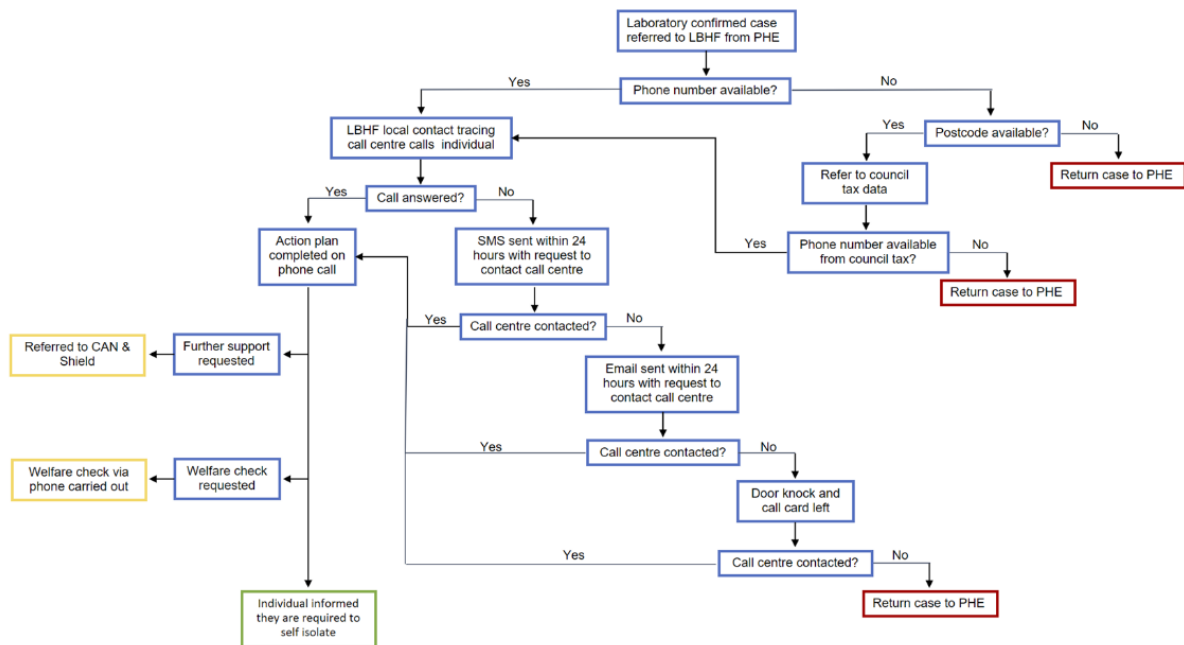 Laboratory confirmed case
referred to LBHF from PHE
Yes
Phone number available?
No
LBHF local contact tracing
call centre calls individual
Yes
Postcode available?
No
Refer to council
tax data
Return case to PHE
Yes
Call answered?
No
Action plan
completed on
phone call
SMS sent within 24
hours with request to
contact call centre
Yes
Phone number available
from council tax?
No
Return case to PHE
Yes
Call centre contacted?
No
Referred to CAN &
Shield
Further support
requested
Email sent within 24
hours with request to
contact call centre
Yes
Call centre contacted?
No
Welfare check via
phone carried out
Welfare check
requested
Door knock and
call card left
Yes
Call centre contacted?
No
Individual informed
they are required to
self isolate
Return case to PHE